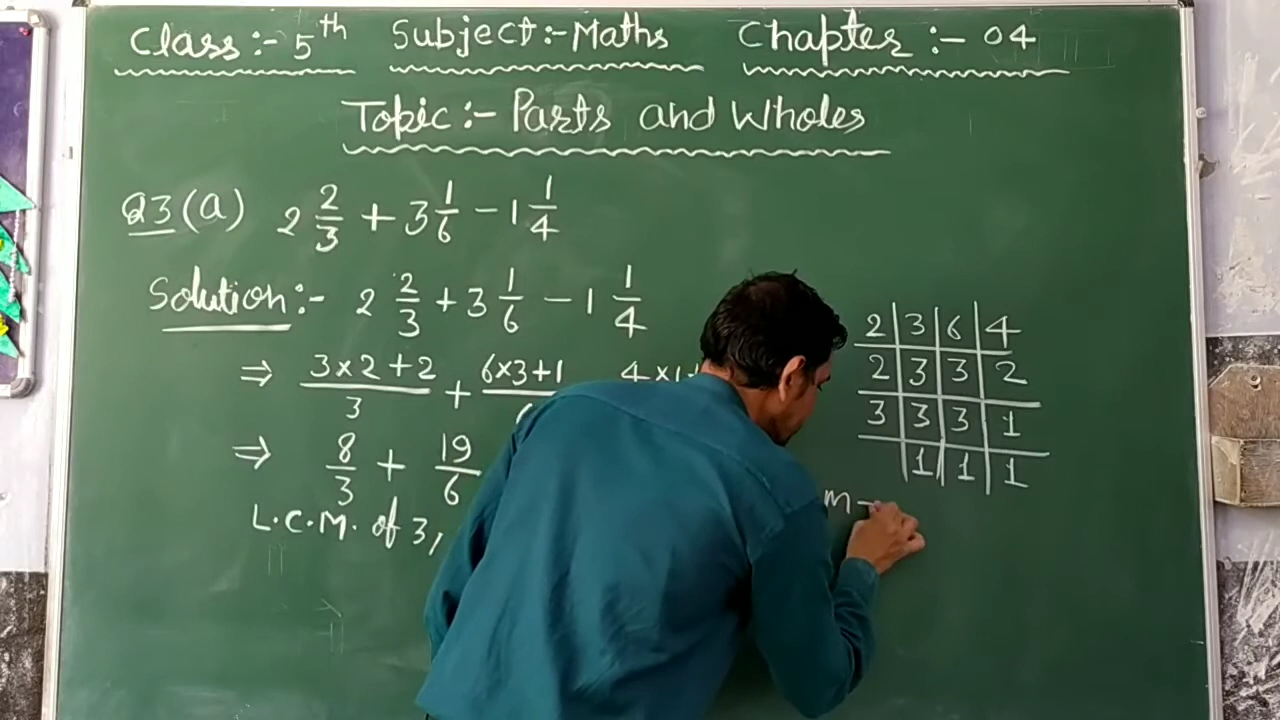 Class:- 5th Subject:- Maths Chapter:- 04
Topic:- Parts and Wholes
Q3(a) 2 2/3 + 3 1/6 - 1 1/4
Solution:- 2 2/3 + 3 1/6 - 1 1/4
⇒ 3×2+2/3 + 6×3+1/ 4×1
⇒ 8/3 + 19/6
L.C.M. of 3,
2 | 3 | 6 | 4
2 | 3 | 3 | 2
3 | 3 | 3 | 1
| 1 | 1 | 1
m -